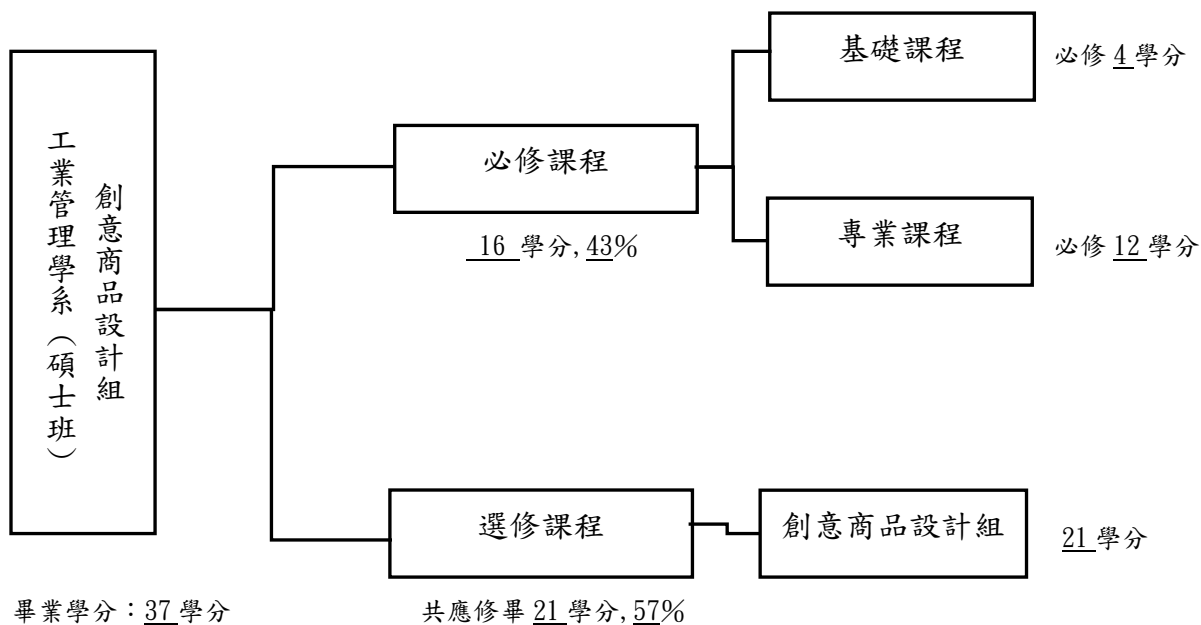 工業管理學系（碩士班）
創意商品設計組
畢業學分：37 學分
必修課程
16 學分, 43%
基礎課程
必修 4 學分
專業課程
必修 12 學分
選修課程
共應修畢 21 學分, 57%
創意商品設計組
21 學分